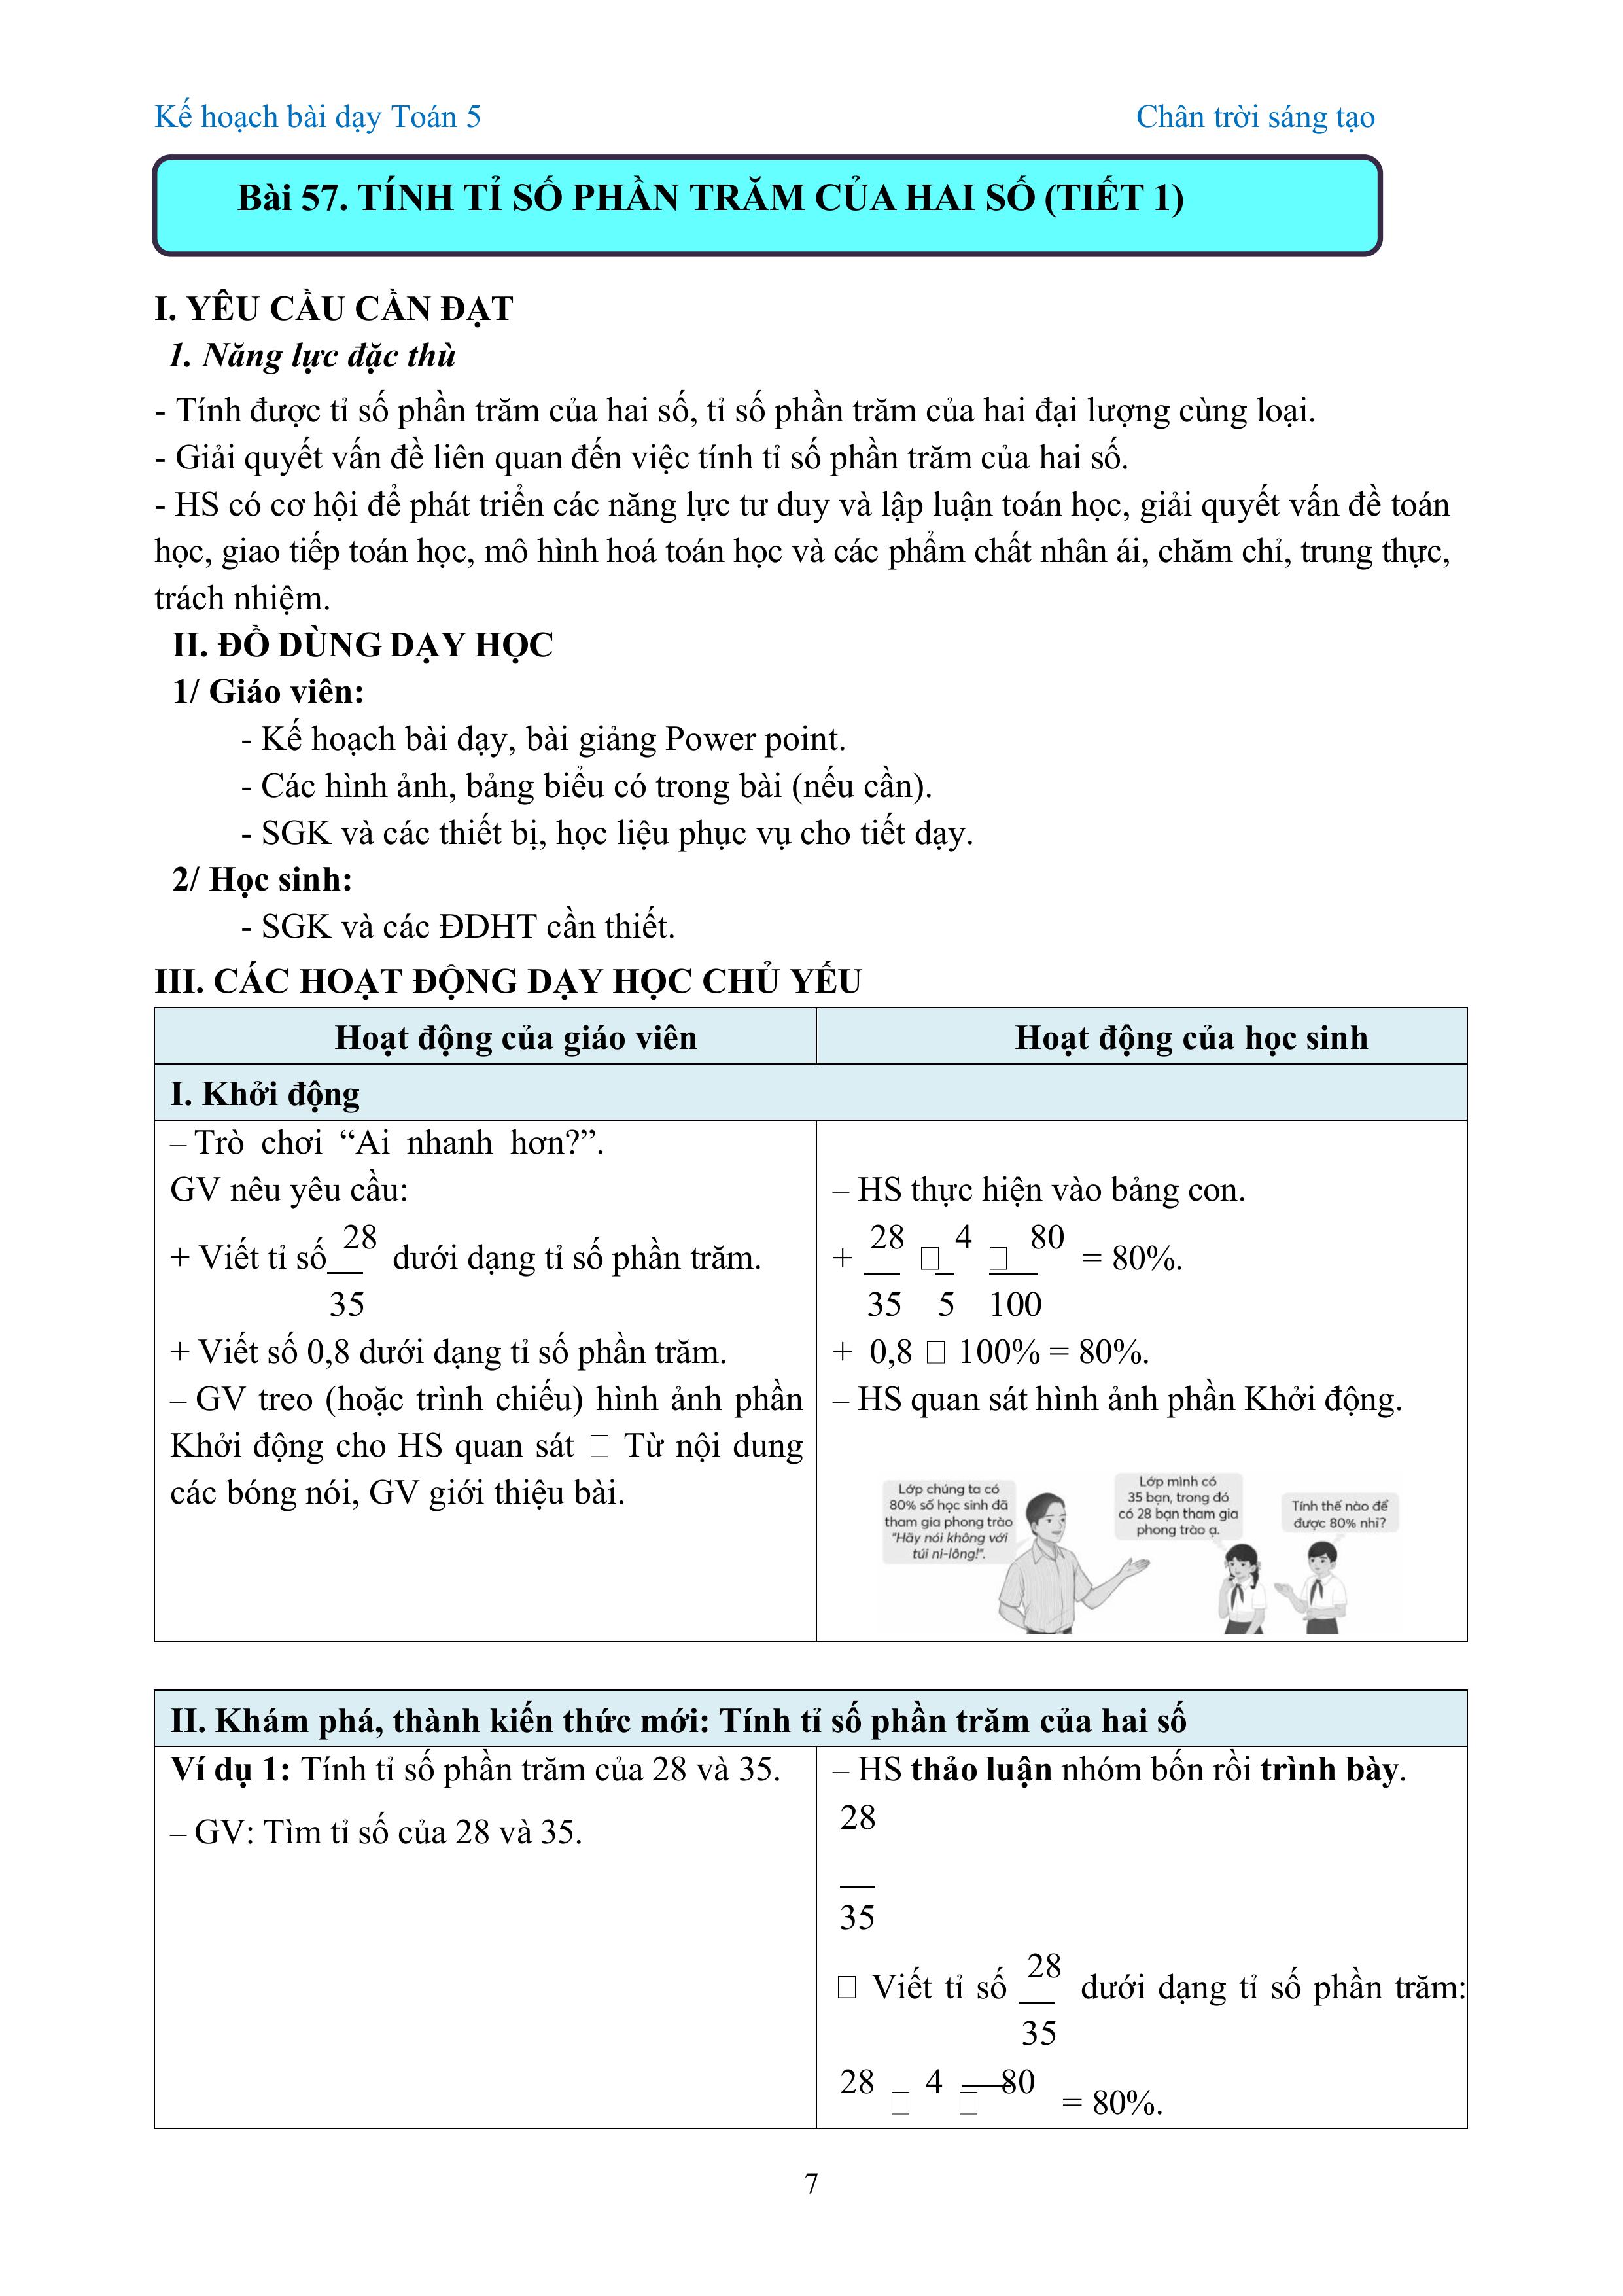 Kế hoạch bài dạy Toán 5 Chân trời sáng tạo
Bài 57. TÍNH TỈ SỐ PHẦN TRĂM CỦA HAI SỐ (TIẾT 1)
I. YÊU CẦU CẦN ĐẠT
1. Năng lực đặc thù
- Tính được tỉ số phần trăm của hai số, tỉ số phần trăm của hai đại lượng cùng loại.
- Giải quyết vấn đề liên quan đến việc tính tỉ số phần trăm của hai số.
- HS có cơ hội để phát triển các năng lực tư duy và lập luận toán học, giải quyết vấn đề toán
học, giao tiếp toán học, mô hình hoá toán học và các phẩm chất nhân ái, chăm chỉ, trung thực,
trách nhiệm.
II. ĐỒ DÙNG DẠY HỌC
1/ Giáo viên:
- Kế hoạch bài dạy, bài giảng Power point.
- Các hình ảnh, bảng biểu có trong bài (nếu cần).
- SGK và các thiết bị, học liệu phục vụ cho tiết dạy.
2/ Học sinh:
- SGK và các ĐDHT cần thiết.
III. CÁC HOẠT ĐỘNG DẠY HỌC CHỦ YẾU
Hoạt động của giáo viên
Hoạt động của học sinh
I. Khởi động
– Trò chơi “Ai nhanh hơn?”.
GV nêu yêu cầu:
28
+ Viết tỉ số dưới dạng tỉ số phần trăm.
35
+ Viết số 0,8 dưới dạng tỉ số phần trăm.
– GV treo (hoặc trình chiếu) hình ảnh phần
Khởi động cho HS quan sát □ Từ nội dung
các bóng nói, GV giới thiệu bài.
– HS thực hiện vào bảng con.
28 4 80
+ □ □ = 80%.
35 5 100
+ 0,8 □ 100% = 80%.
– HS quan sát hình ảnh phần Khởi động.
Lớp chúng ta có
80% số học sinh đã
tham gia phong trào
“Hãy nói không với
túi ni-lông!”.
Lớp mình có
35 bạn, trong đó
có 28 bạn tham gia
phong trào ạ.
Tính thế nào để
được 80% nhỉ?
II. Khám phá, thành kiến thức mới: Tính tỉ số phần trăm của hai số
Ví dụ 1: Tính tỉ số phần trăm của 28 và 35.
– GV: Tìm tỉ số của 28 và 35.
– HS thảo luận nhóm bốn rồi trình bày.
28
35
28
□ Viết tỉ số dưới dạng tỉ số phần trăm:
35
28 □ 4 □ 80 = 80%.
7